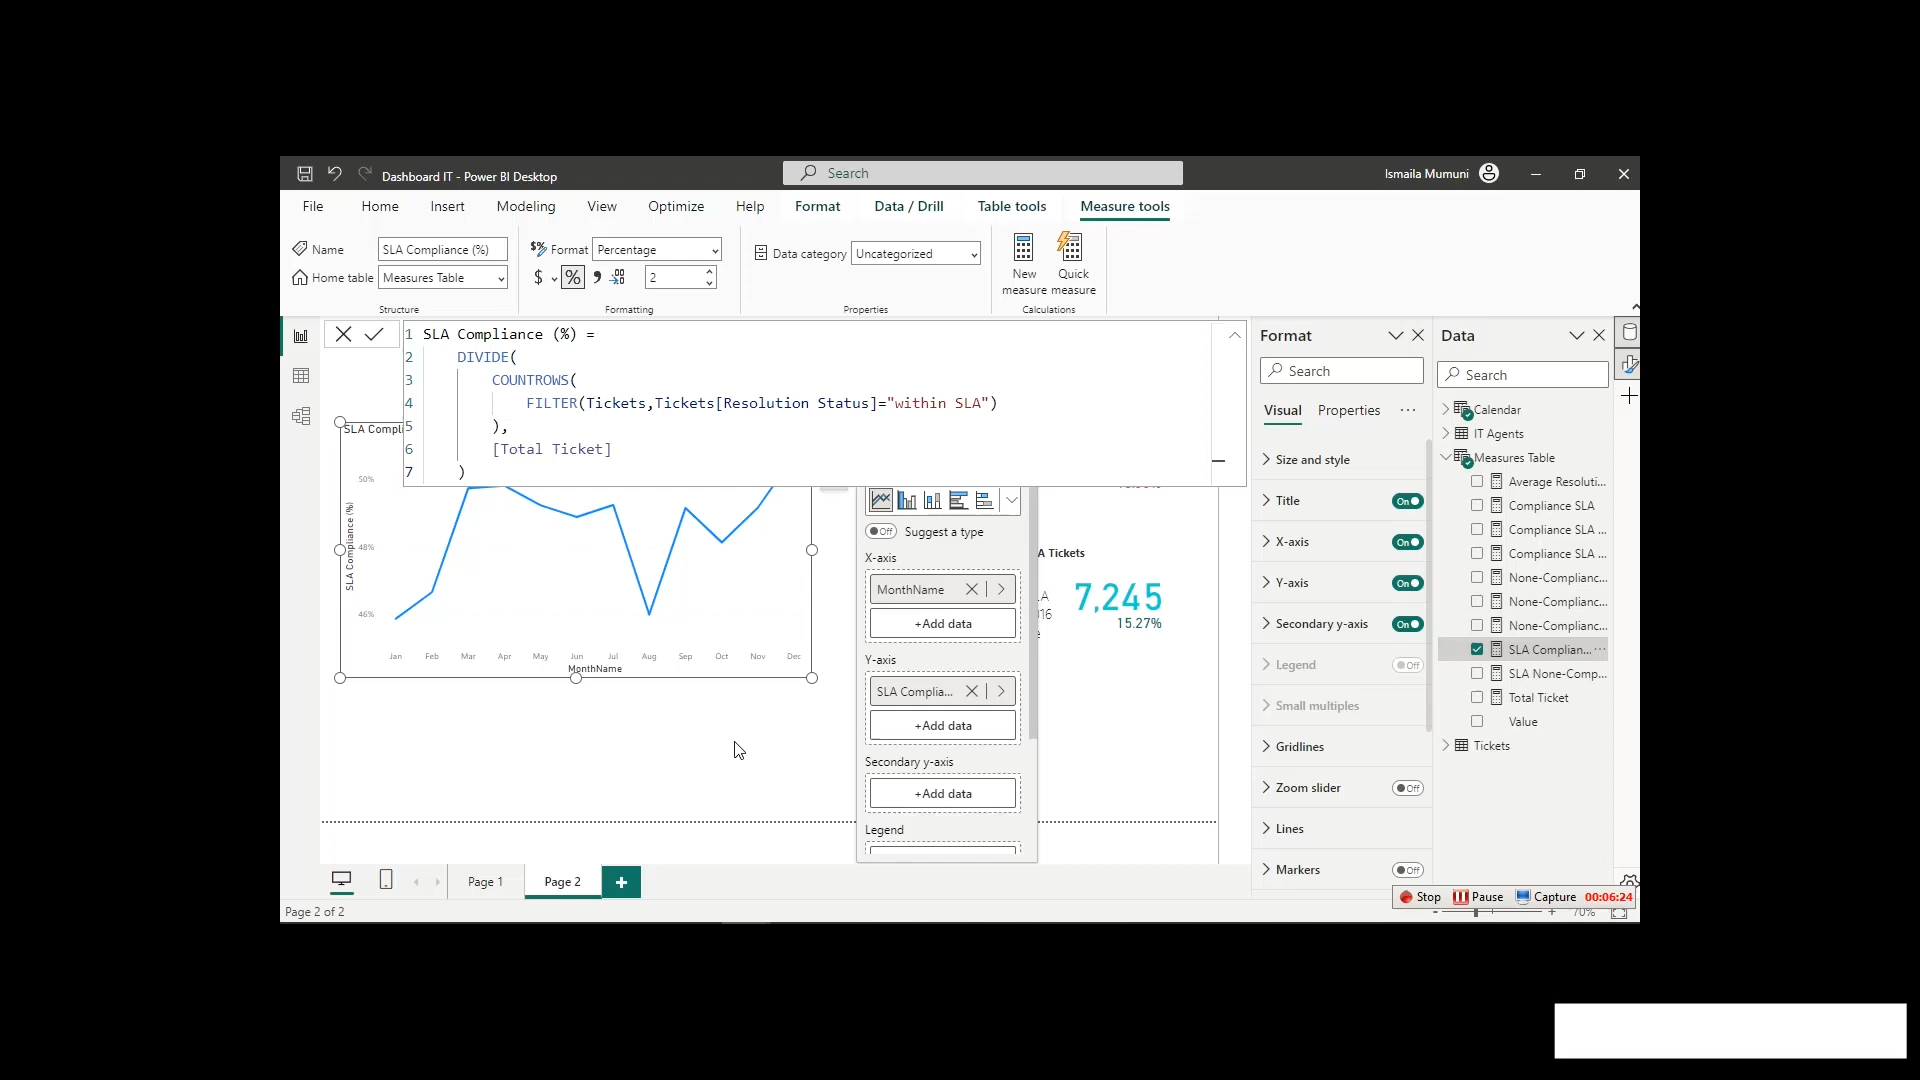 Dashboard IT - Power BI Desktop
Search
Ismaila Mumuni
File Home Insert Modeling View Optimize Help Format Data / Drill Table tools Measure tools
Name SLA Compliance (%)
Home table Measures Table
Structure
$% Format Percentage
$ % 2
Formatting
Data category Uncategorized
Properties
New measure
Quick measure
Calculations
1 SLA Compliance (%) =
2 DIVIDE(
3 COUNTROWS(
4 FILTER(Tickets,Tickets[Resolution Status]="within SLA")
5 ),
6 [Total Ticket]
7 )
SLA Compli
SLA Compliance (%)
50%
48%
46%
Jan Feb Mar Apr May Jun Jul Aug Sep Oct Nov Dec
MonthName
Off Suggest a type
X-axis
MonthName
+Add data
Y-axis
SLA Complia...
+Add data
Secondary y-axis
+Add data
Legend
A Tickets
7,245
15.27%
Format
Search
Visual Properties ...
Size and style
Title On
X-axis On
Y-axis On
Secondary y-axis On
Legend Off
Small multiples
Gridlines
Zoom slider Off
Lines
Markers Off
Data
Search
Calendar
IT Agents
Measures Table
Average Resoluti...
Compliance SLA
Compliance SLA ...
Compliance SLA ...
None-Complianc...
None-Complianc...
None-Complianc...
SLA Complian... ...
SLA None-Comp...
Total Ticket
Value
Tickets
Page 1 Page 2 +
Page 2 of 2
Stop Pause Capture 00:06:24
- + 70%